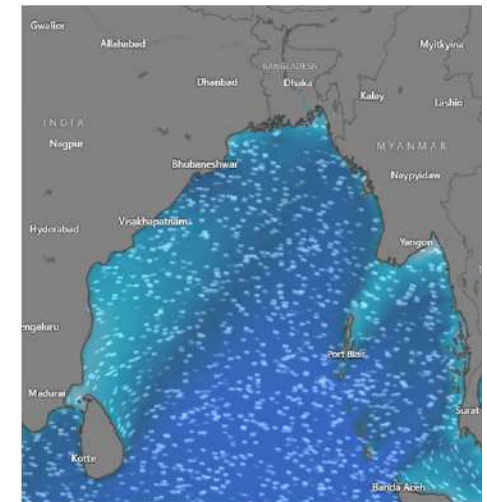 Gwalior
Allahabad
Myitkyina
BANGLADESH
Dhanbad
Dhaka
Kalay
Lashio
INDIA
Nagpur
MYANMAR
Bhubaneshwar
Naypyidaw
Visakhapatnam
Hyderabad
Yangon
engaluru
Port Blair
Madurai
Surat
Kotte
Banda Aceh